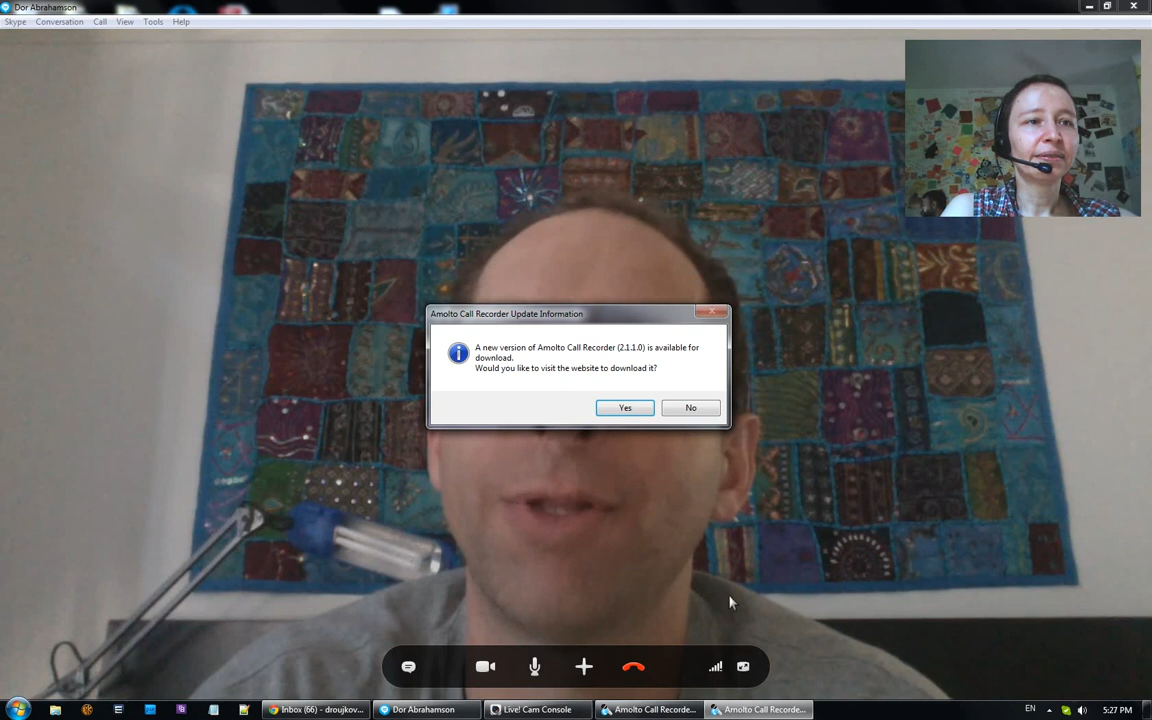 Dor Abrahamson
Skype Conversation Call View Tools Help
Amolto Call Recorder Update Information
A new version of Amolto Call Recorder (2.1.1.0) is available for
download.
Would you like to visit the website to download it?
Yes No
Inbox (66) - droujkov... Dor Abrahamson Live! Cam Console Amolto Call Recorde... Amolto Call Recorde... EN 5:27 PM